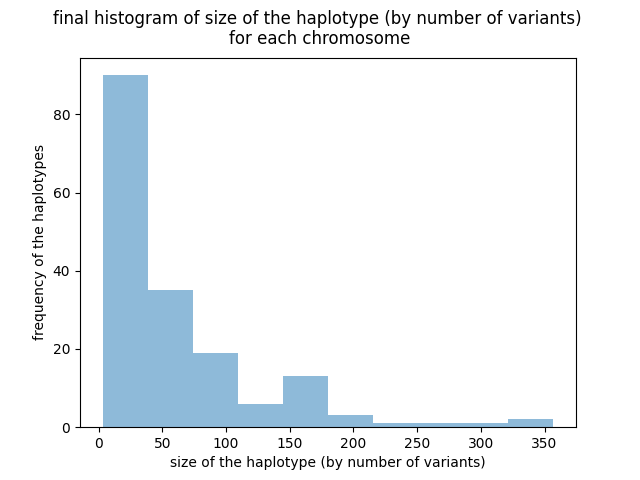 final histogram of size of the haplotype (by number of variants)
for each chromosome
frequency of the haplotypes
80
60
40
20
0
0 50 100 150 200 250 300 350
size of the haplotype (by number of variants)